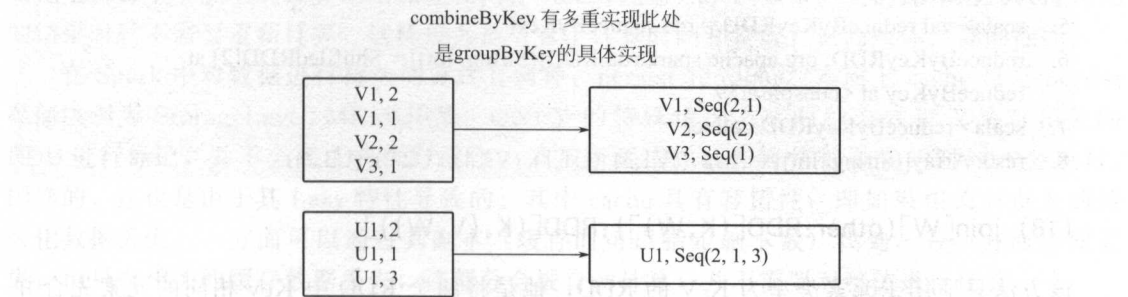 combineByKey 有多重实现此处
是groupByKey的具体实现
V1, 2
V1, 1
V2, 2
V3, 1
V1, Seq(2,1)
V2, Seq(2)
V3, Seq(1)
U1, 2
U1, 1
U1, 3
U1, Seq(2, 1, 3)